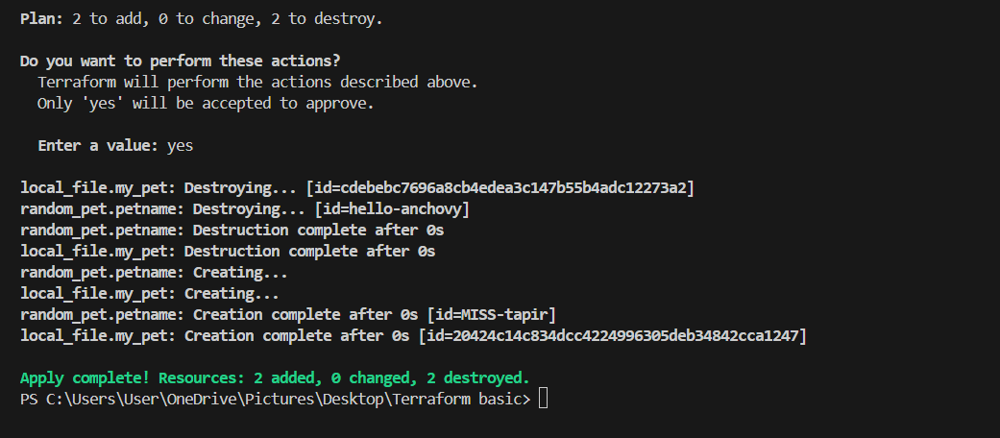 Plan: 2 to add, 0 to change, 2 to destroy.
Do you want to perform these actions?
Terraform will perform the actions described above.
Only 'yes' will be accepted to approve.
Enter a value: yes
local_file.my_pet: Destroying... [id=cdebebc7696a8cb4edea3c147b55b4adc12273a2]
random_pet.petname: Destroying... [id=hello-anchovy]
random_pet.petname: Destruction complete after 0s
local_file.my_pet: Destruction complete after 0s
random_pet.petname: Creating...
local_file.my_pet: Creating...
random_pet.petname: Creation complete after 0s [id=MISS-tapir]
local_file.my_pet: Creation complete after 0s [id=20424c14c834dcc4224996305deb34842cca1247]
Apply complete! Resources: 2 added, 0 changed, 2 destroyed.
PS C:\Users\User\OneDrive\Pictures\Desktop\Terraform basic>